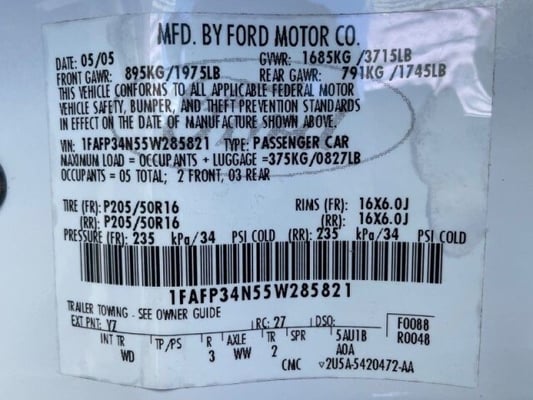 MFD. BY FORD MOTOR CO.
DATE: 05/05 GVWR: 1685KG/3715LB
FRONT GAWR: 895KG/1975LB REAR GAWR: 791KG/1745LB
THIS VEHICLE CONFORMS TO ALL APPLICABLE FEDERAL MOTOR
VEHICLE SAFETY, BUMPER, AND THEFT PREVENTION STANDARDS
IN EFFECT ON THE DATE OF MANUFACTURE SHOWN ABOVE.
VIN: 1FAFP34N55W285821 TYPE: PASSENGER CAR
MAXIMUM LOAD = OCCUPANTS + LUGGAGE =375KG/0827LB
OCCUPANTS = 05 TOTAL; 2 FRONT, 03 REAR
TIRE (FR): P205/50R16 RIMS (FR): 16X6.0J
(RR): P205/50R16 (RR): 16X6.0J
PRESSURE (FR): 235 kPa/34 PSI COLD (RR): 235 kPa/34 PSI COLD
1FAFP34N55W285821
TRAILER TOWING - SEE OWNER GUIDE
EXT PNT: YZ RC: 27 DSO: F0088
INT TR TP/PS R AXLE TR SPR 5AU1B R0048
WD 3 WW 2 A0A
CMC ▽2U5A-5420472-AA